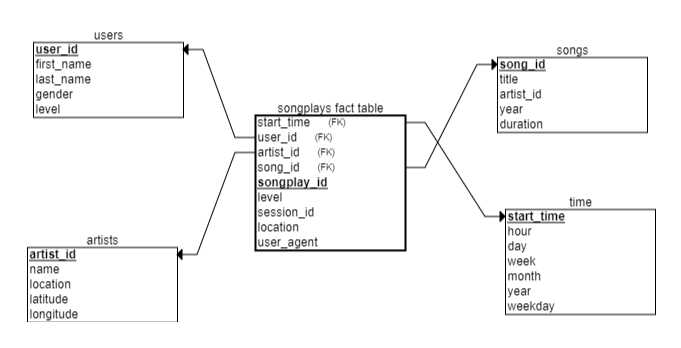 users
user_id
first_name
last_name
gender
level
songs
song_id
title
artist_id
year
duration
songplays fact table
start_time (FK)
user_id (FK)
artist_id (FK)
song_id (FK)
songplay_id
level
session_id
location
user_agent
artists
artist_id
name
location
latitude
longitude
time
start_time
hour
day
week
month
year
weekday